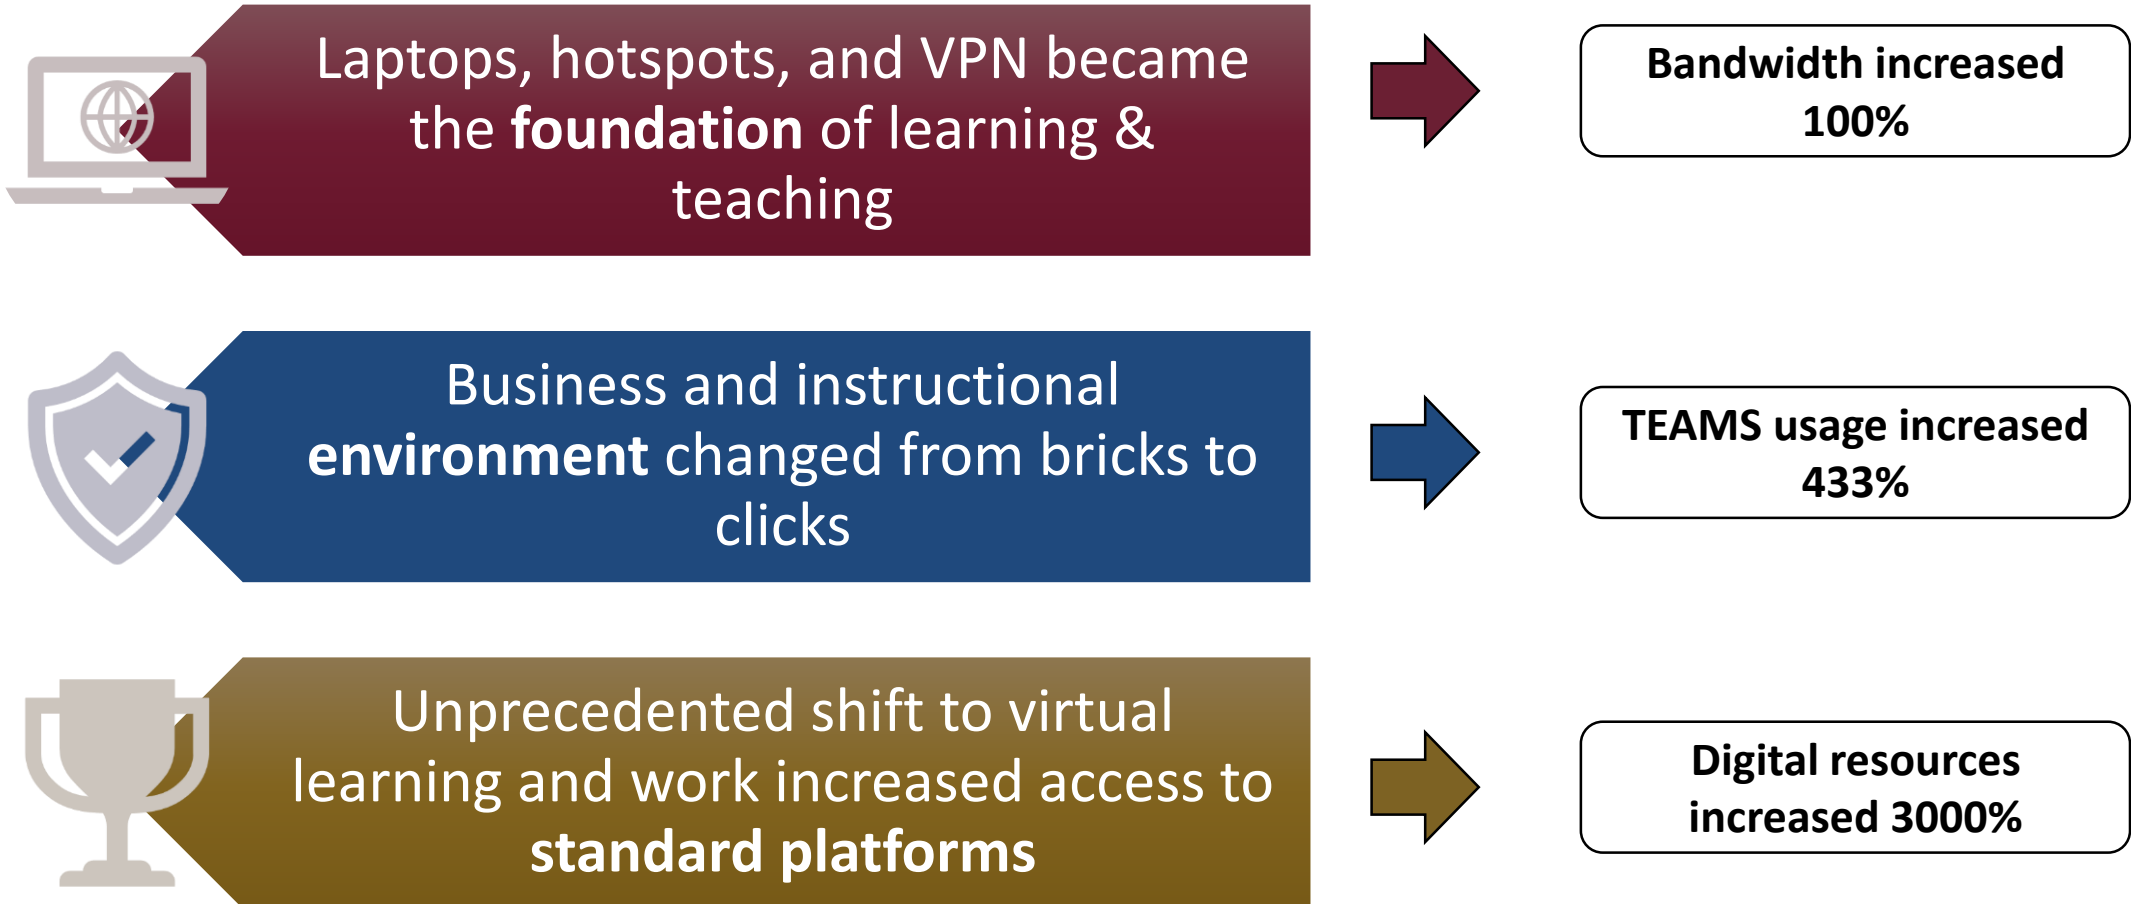 Laptops, hotspots, and VPN became
the foundation of learning &
teaching
Bandwidth increased
100%
Business and instructional
environment changed from bricks to
clicks
TEAMS usage increased
433%
Unprecedented shift to virtual
learning and work increased access to
standard platforms
Digital resources
increased 3000%